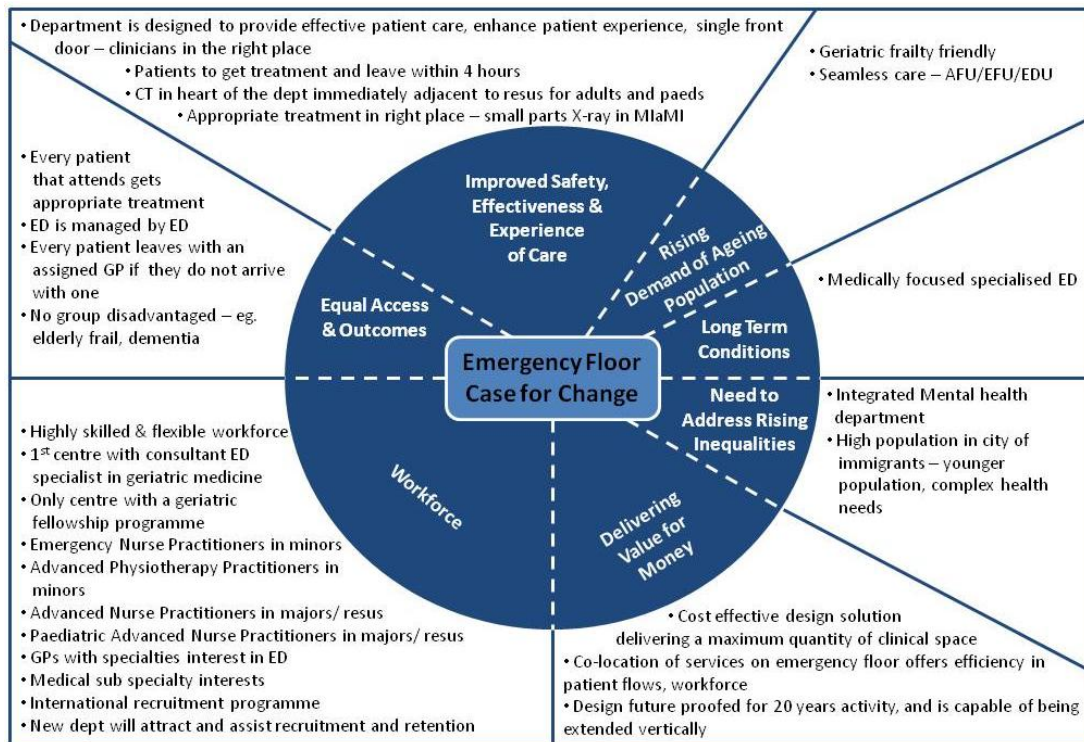 • Department is designed to provide effective patient care, enhance patient experience, single front
door – clinicians in the right place
• Patients to get treatment and leave within 4 hours
• CT in heart of the dept immediately adjacent to resus for adults and paeds
• Appropriate treatment in right place – small parts X-ray in MIaMI
• Geriatric frailty friendly
• Seamless care – AFU/EFU/EDU
• Every patient
that attends gets
appropriate treatment
• ED is managed by ED
• Every patient leaves with an
assigned GP if they do not arrive
with one
• No group disadvantaged – eg.
elderly frail, dementia
Improved Safety,
Effectiveness &
Experience
of Care
Rising
Demand of Ageing
Population
• Medically focused specialised ED
Equal Access
& Outcomes
Long Term
Conditions
Emergency Floor
Case for Change
Need to
Address Rising
Inequalities
• Integrated Mental health
department
• High population in city of
immigrants – younger
population, complex health
needs
Workforce
Delivering
Value for
Money
• Highly skilled & flexible workforce
• 1st centre with consultant ED
specialist in geriatric medicine
• Only centre with a geriatric
fellowship programme
• Emergency Nurse Practitioners in minors
• Advanced Physiotherapy Practitioners in
minors
• Advanced Nurse Practitioners in majors/ resus
• Paediatric Advanced Nurse Practitioners in majors/ resus
• GPs with specialties interest in ED
• Medical sub specialty interests
• International recruitment programme
• New dept will attract and assist recruitment and retention
• Cost effective design solution
delivering a maximum quantity of clinical space
• Co-location of services on emergency floor offers efficiency in
patient flows, workforce
• Design future proofed for 20 years activity, and is capable of being
extended vertically